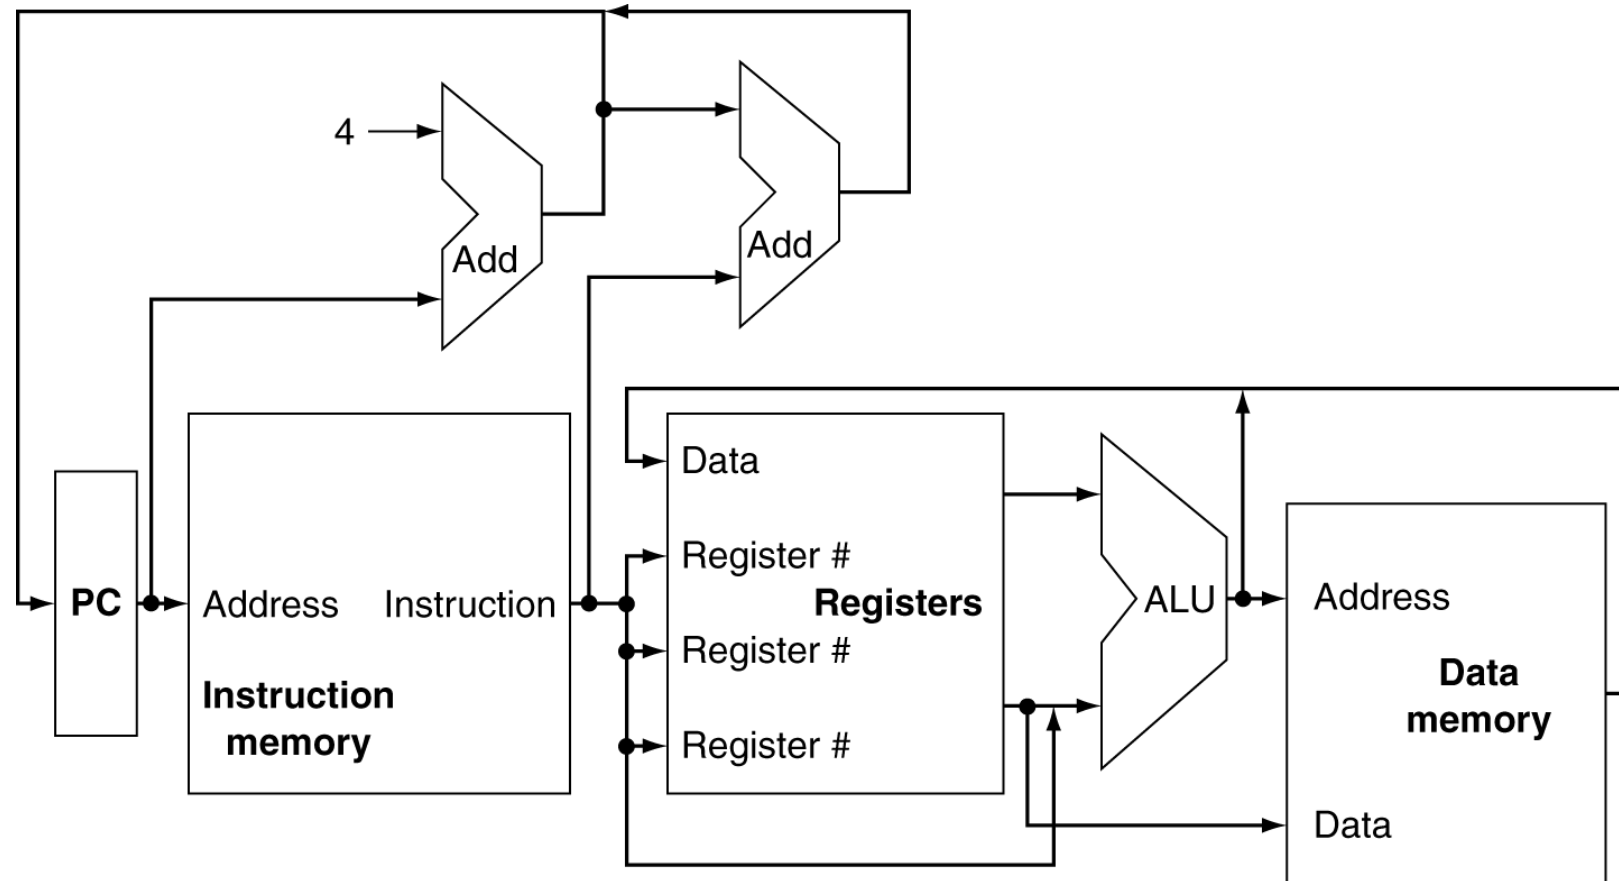 4
Add
Add
Data
Register #
PC
Address
Instruction
Registers
ALU
Address
Register #
Instruction
memory
Data
memory
Register #
Data